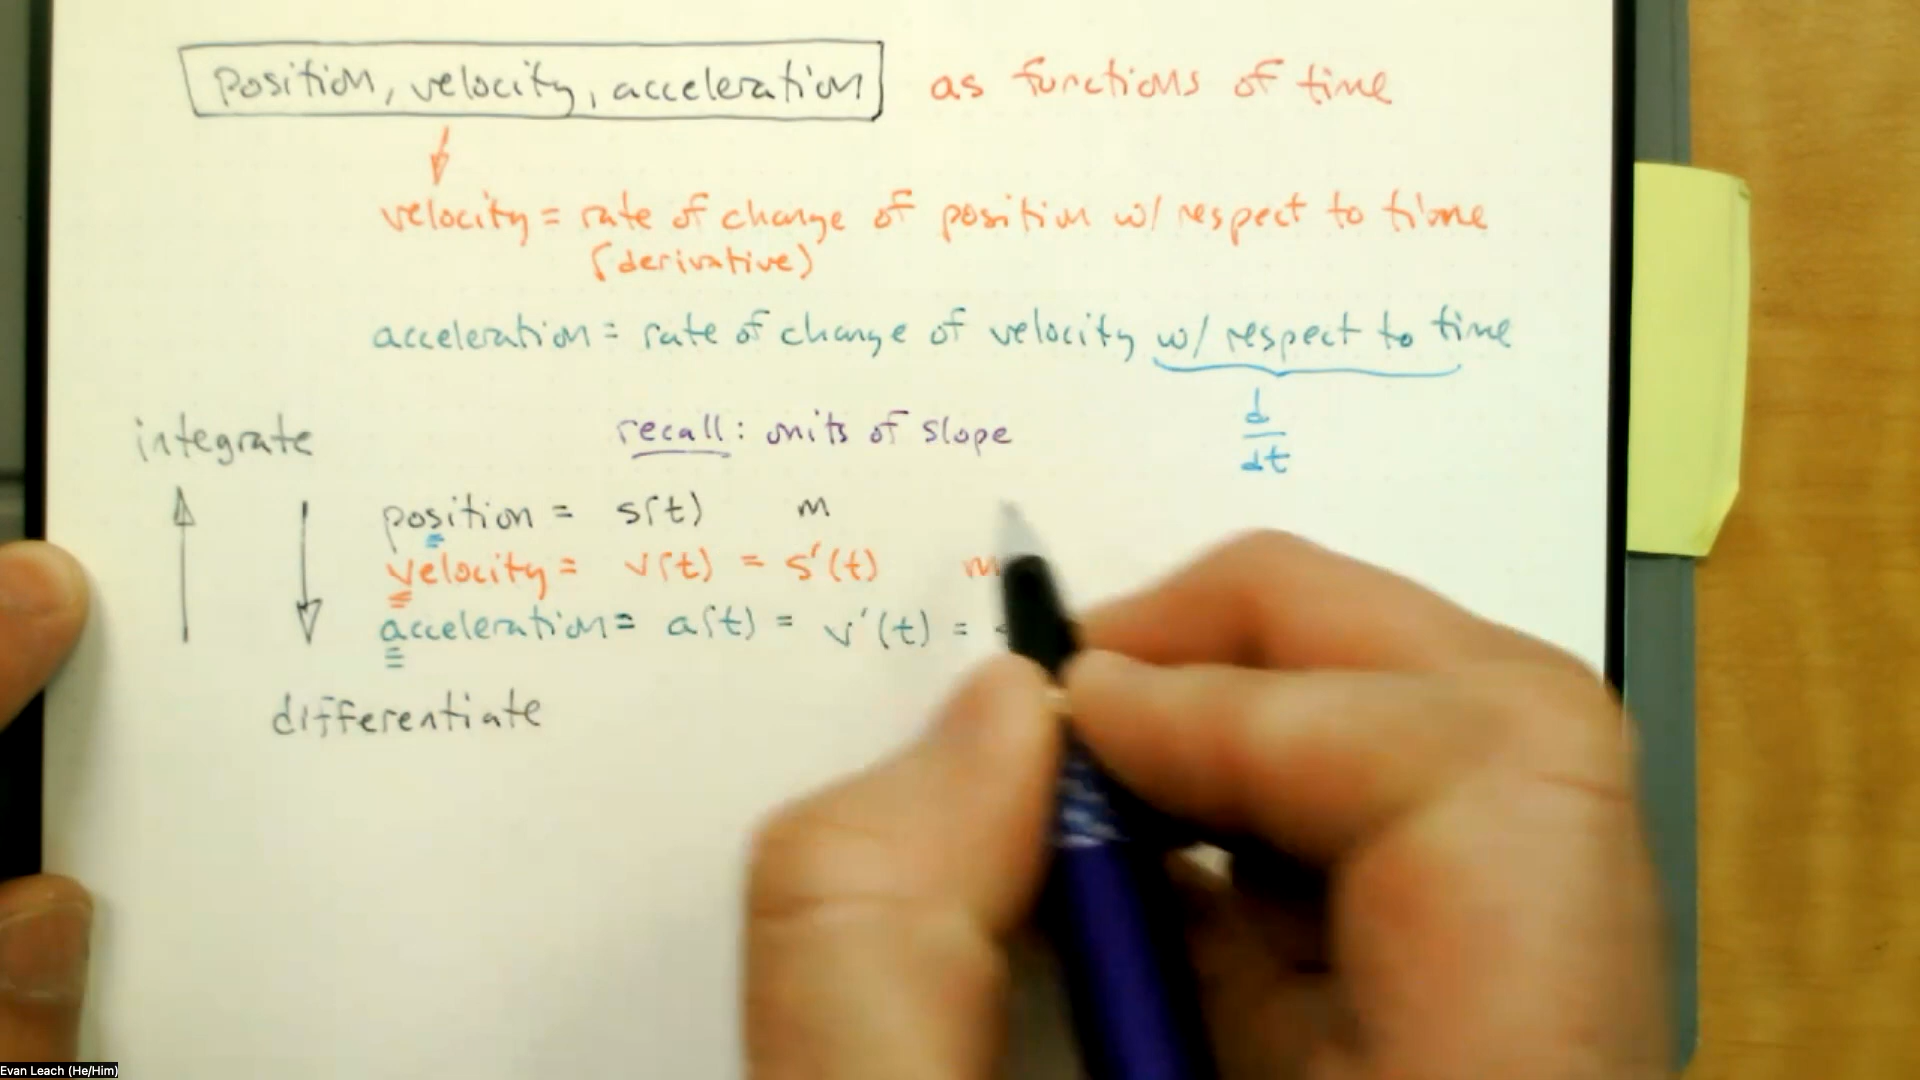 position, velocity, acceleration as functions of time
velocity = rate of change of position w/ respect to time
(derivative)
acceleration = rate of change of velocity w/ respect to time
d
dt
integrate
recall: units of slope
position = s(t) m
velocity = v(t) = s'(t) m
acceleration = a(t) = v'(t) =
differentiate
Evan Leach (He/Him)